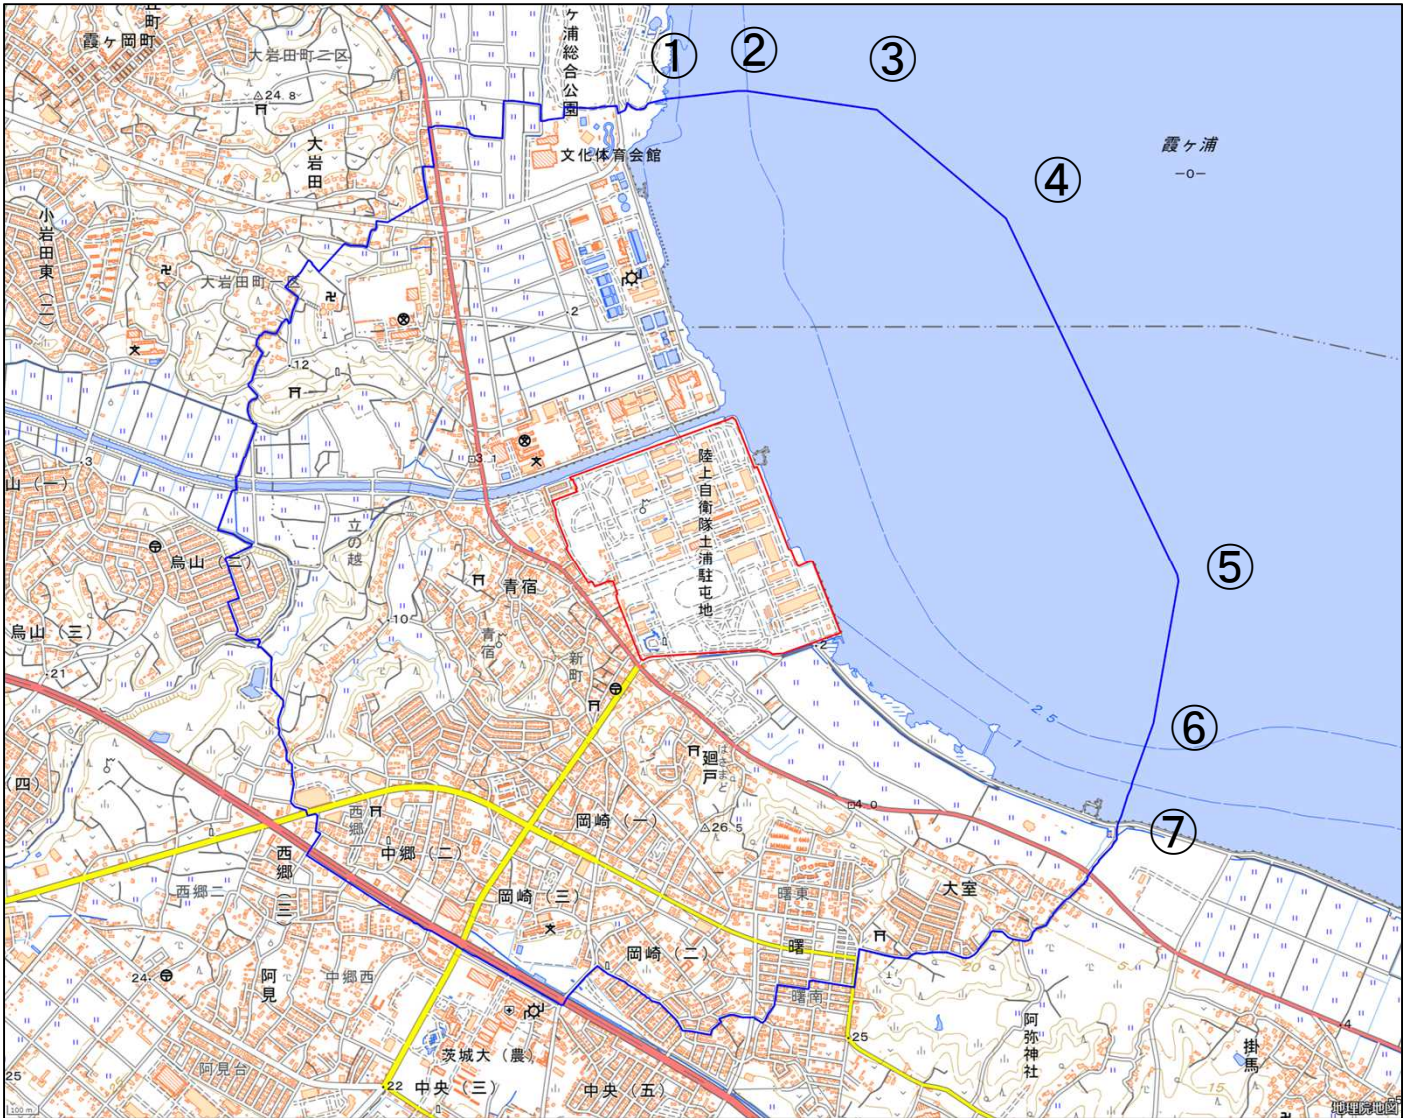 霞ヶ岡町
大岩田町二区
ヶ浦総合公園
①
②
③
④
⑤
⑥
⑦
24.8
大岩田
20
文化体育会館
霞ヶ浦
-0-
小岩田東(二)
大岩田町一区
2
12
3
3.1
山(一)
陸上自衛隊土浦駐屯地
立の越
烏山(二)
青宿
青宿
新町
10
烏山(三)
21
2
2.5
1
15
廻戸
はさまと
(四)
西郷
西郷二
西郷三
中郷(二)
岡崎(一)
26.5
4.0
岡崎(三)
20
曙東
大室
岡崎(二)
曙
曙南
中郷西
24
阿見
20
5
25
阿弥神社
掛馬
4
茨城大(農)
阿見台
25
22
中央(三)
中央(五)
15
100 m
地理院地図